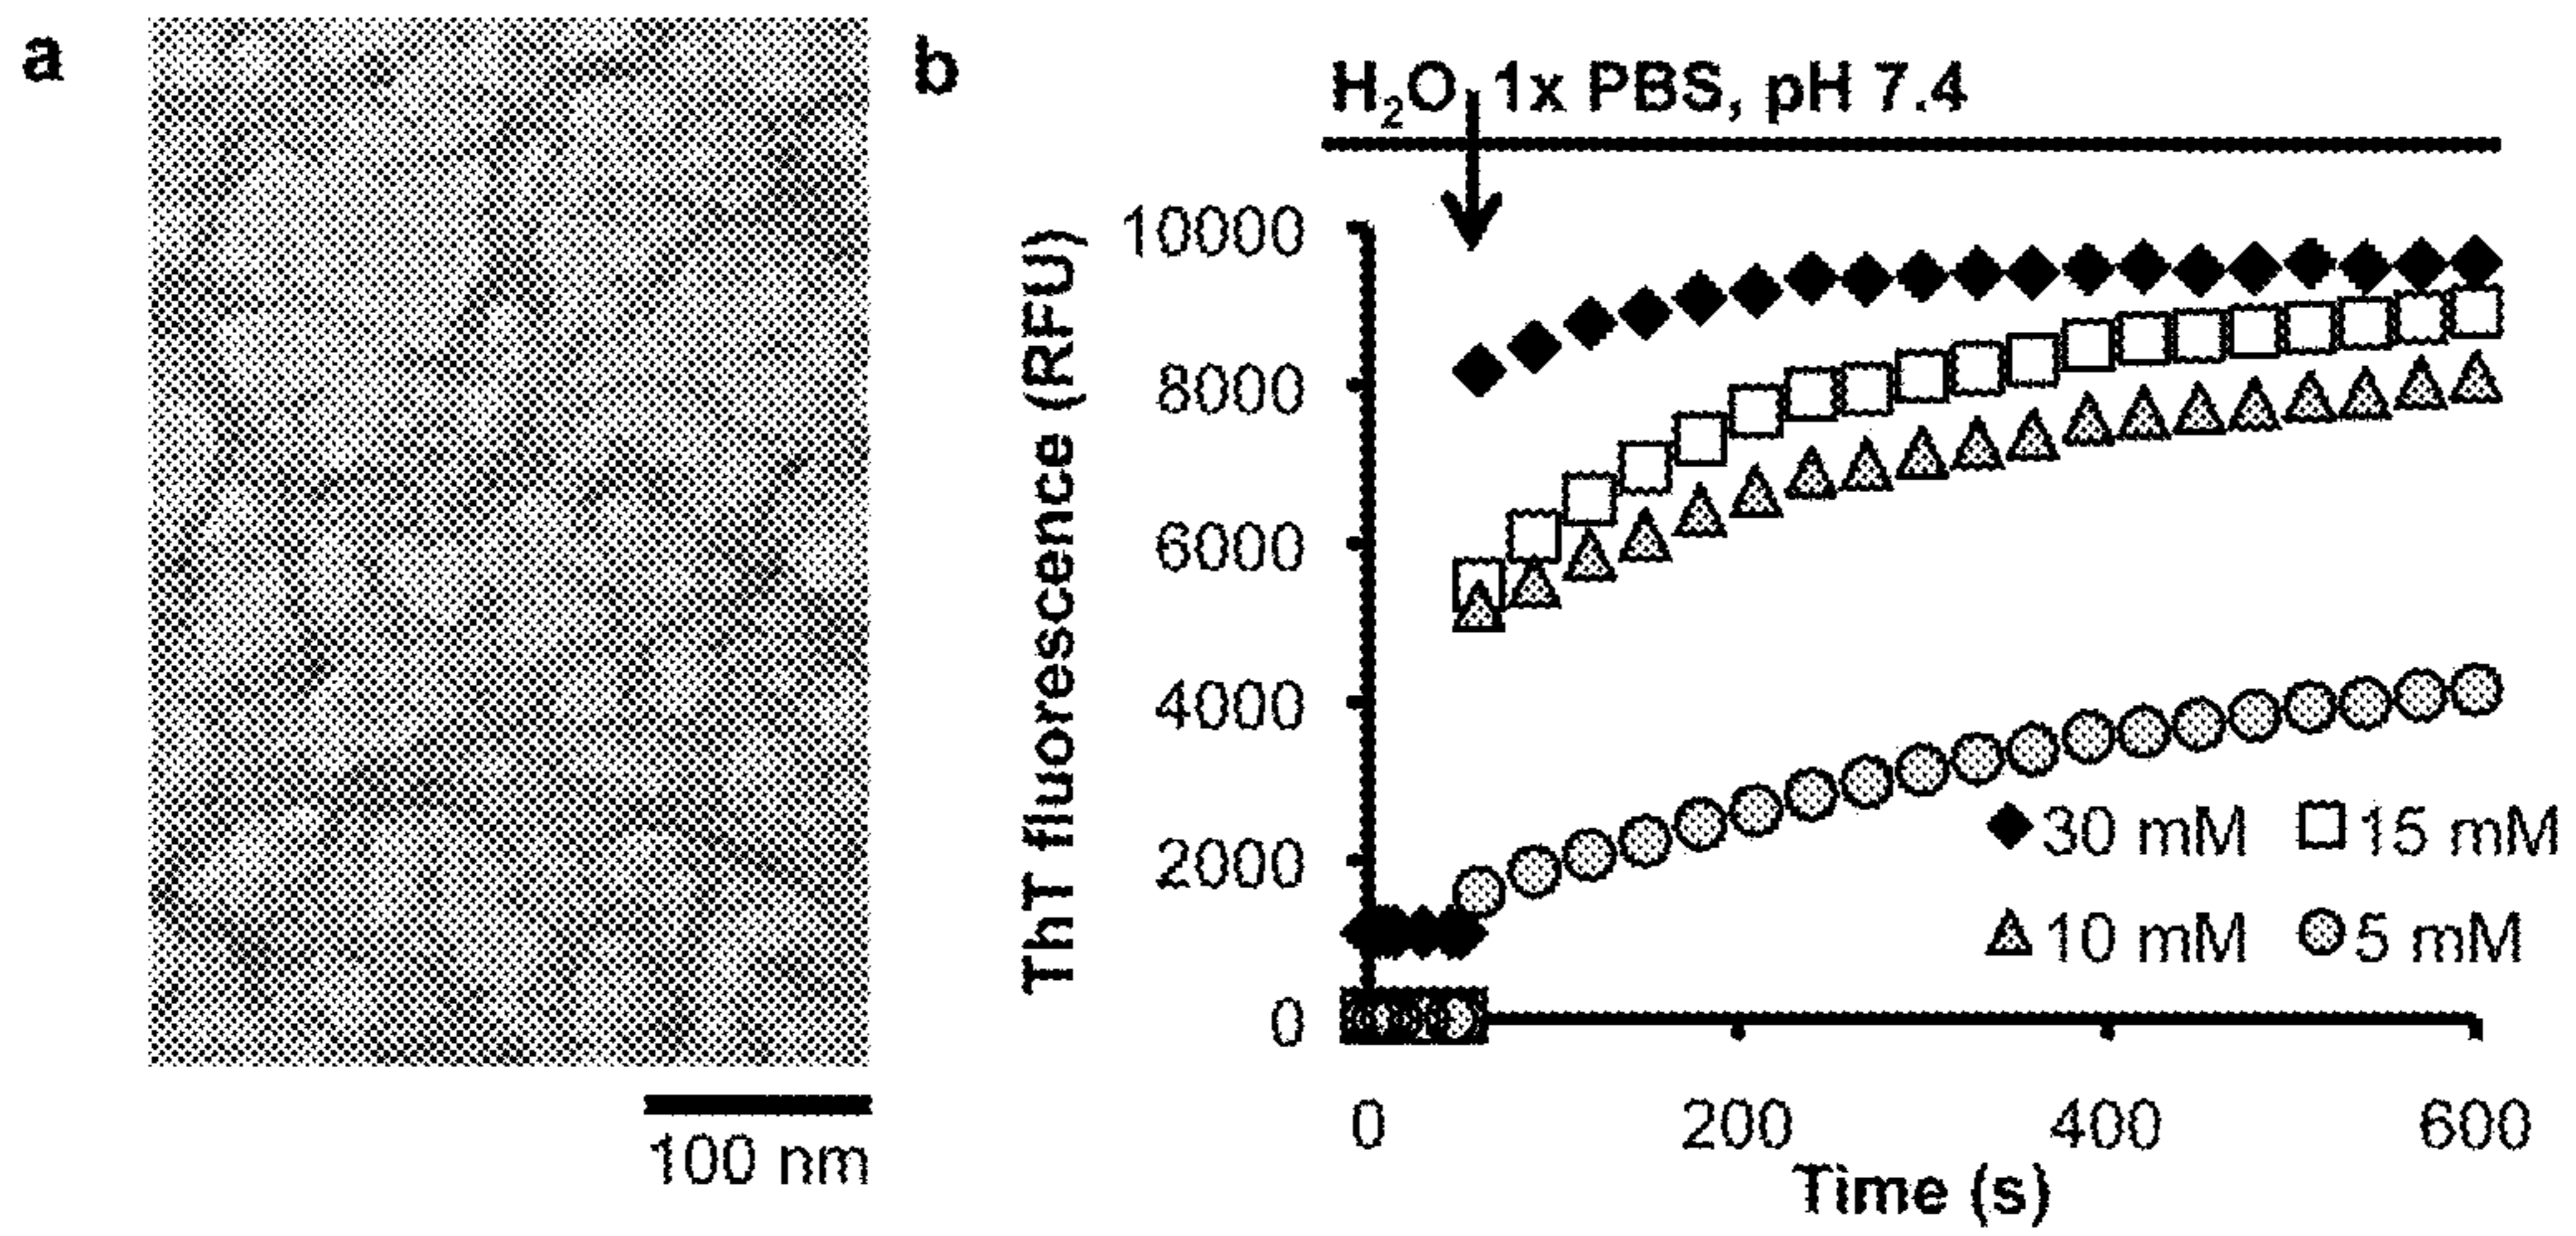 a
100 nm
b
H₂O 1x PBS, pH 7.4
ThT fluorescence (RFU)
10000
8000
6000
4000
2000
0
30 mM 15 mM
10 mM 5 mM
0 200 400 600
Time (s)